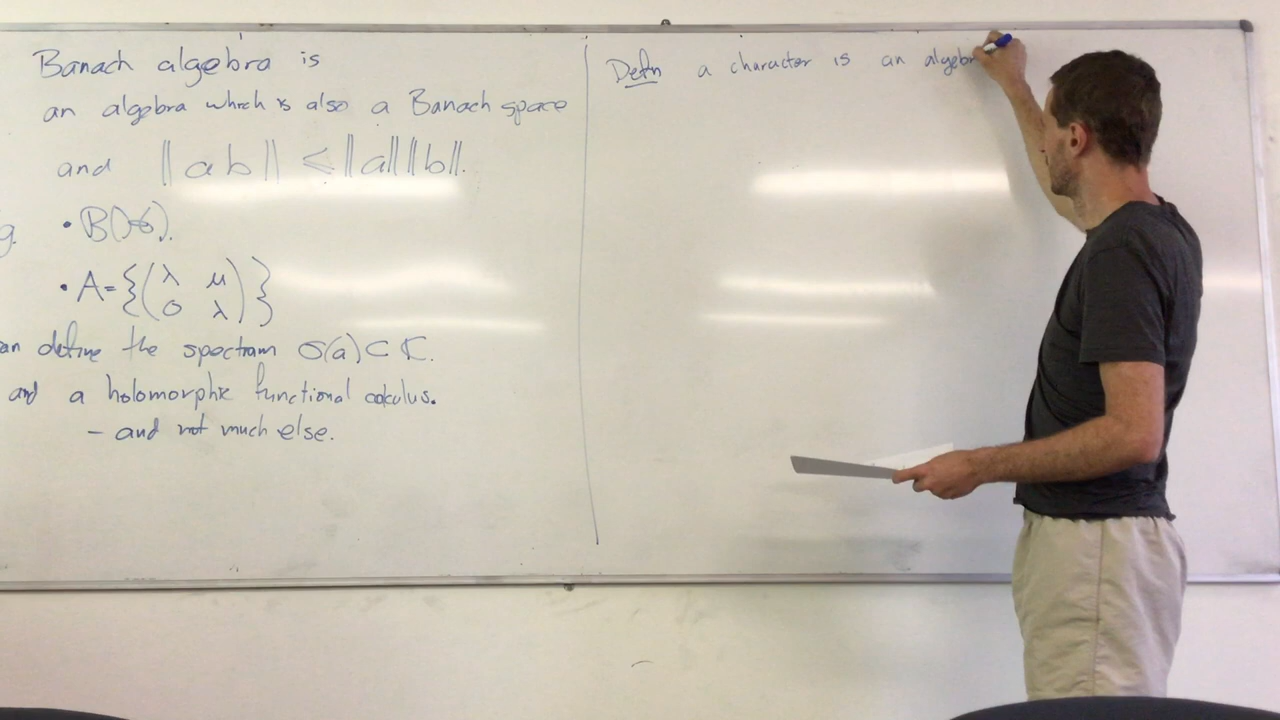 Banach algebra is
an algebra which is also a Banach space
and ‖ab‖ ≤ ‖a‖‖b‖.
g. • B(ℋ).
• A={(λ μ
0 λ)}
an define the spectrum σ(a)⊂ℂ.
and a holomorphic functional calculus.
– and not much else.
Defn a character is an algebr